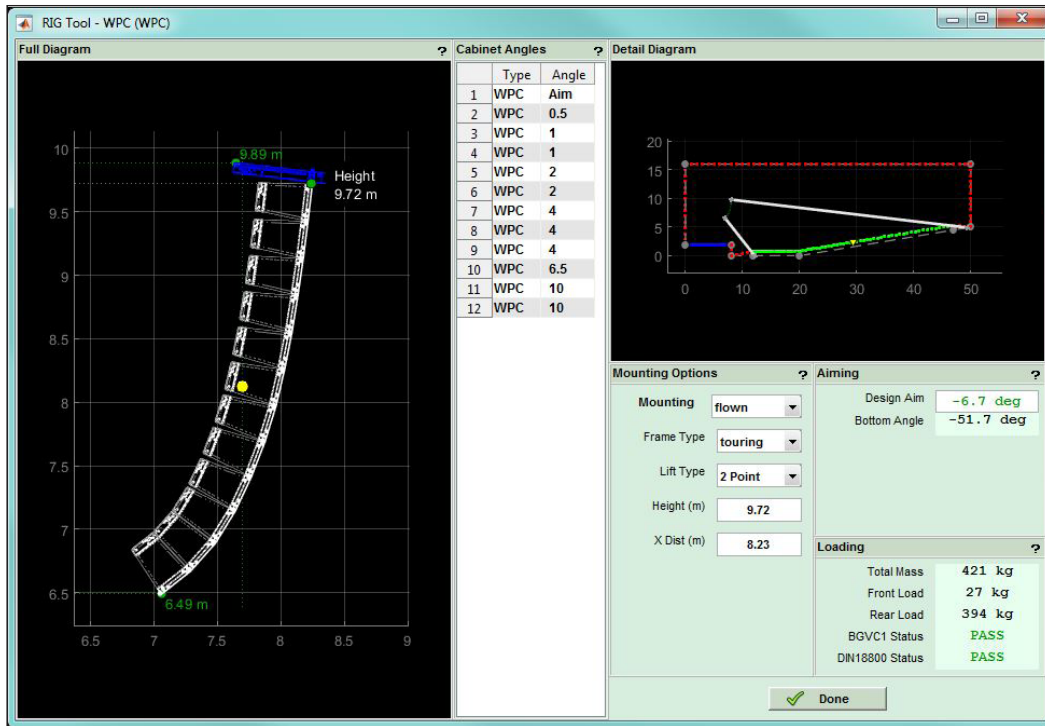 RIG Tool - WPC (WPC)
Full Diagram ?
10
9.5
9
8.5
8
7.5
7
6.5
6.5 7 7.5 8 8.5 9
9.89 m
Height
9.72 m
6.49 m
Cabinet Angles ?
Type Angle
1 WPC Aim
2 WPC 0.5
3 WPC 1
4 WPC 1
5 WPC 2
6 WPC 2
7 WPC 4
8 WPC 4
9 WPC 4
10 WPC 6.5
11 WPC 10
12 WPC 10
Detail Diagram
20
15
10
5
0
0 10 20 30 40 50
Mounting Options ?
Mounting flown
Frame Type touring
Lift Type 2 Point
Height (m) 9.72
X Dist (m) 8.23
Aiming ?
Design Aim -6.7 deg
Bottom Angle -51.7 deg
Loading ?
Total Mass 421 kg
Front Load 27 kg
Rear Load 394 kg
BGVC1 Status PASS
DIN18800 Status PASS
Done